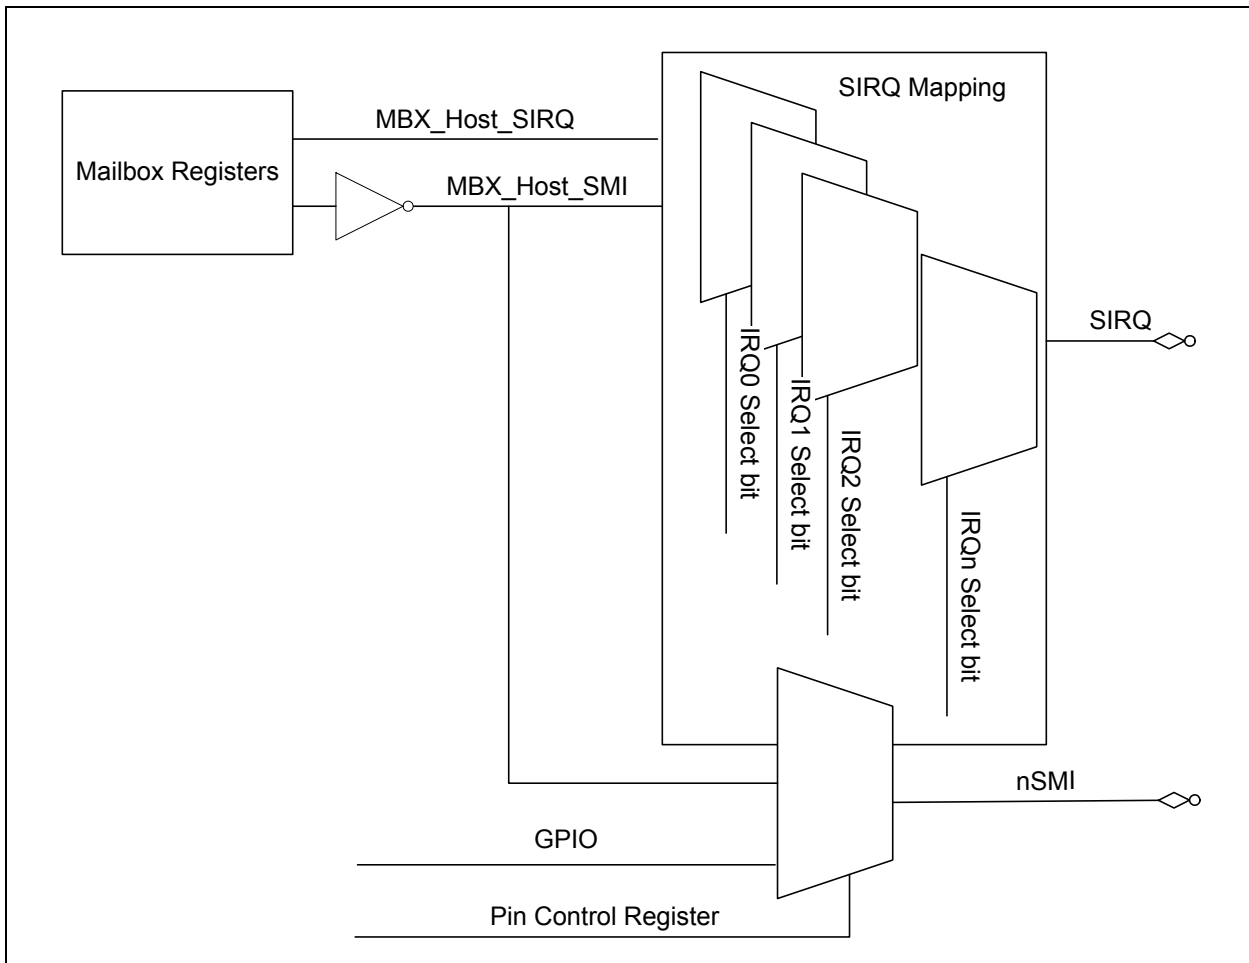 SIRQ Mapping
MBX_Host_SIRQ
Mailbox Registers
MBX_Host_SMI
SIRQ
IRQ0 Select bit
IRQ1 Select bit
IRQ2 Select bit
IRQn Select bit
nSMI
GPIO
Pin Control Register